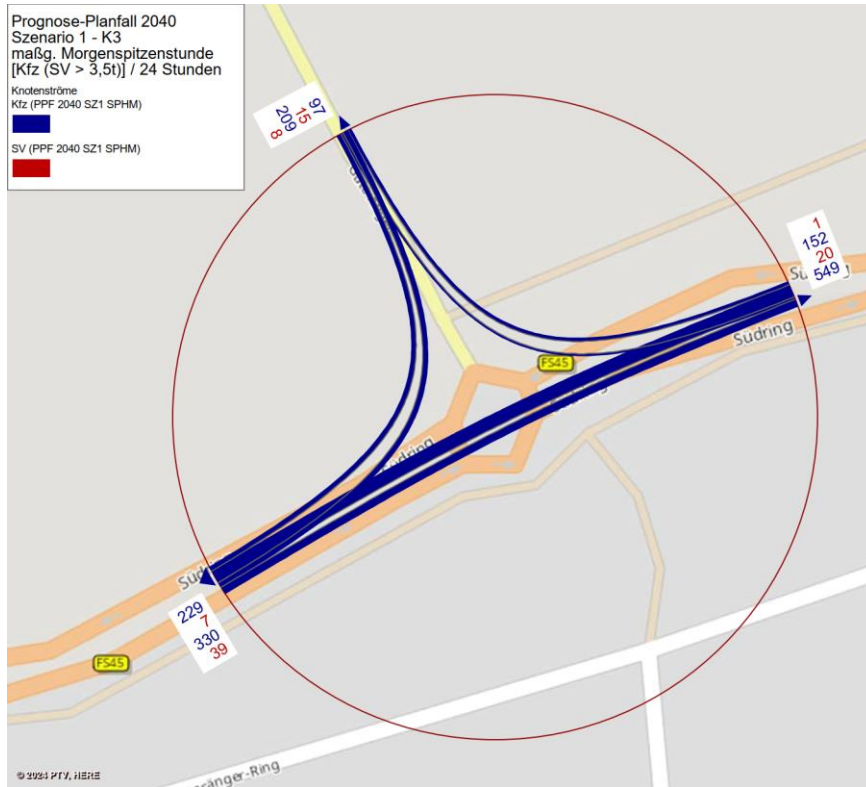 Prognose-Planfall 2040
Szenario 1 - K3
maßg. Morgenspitzenstunde
[Kfz (SV > 3,5t)] / 24 Stunden
Knotenströme
Kfz (PPF 2040 SZ1 SPHM)
SV (PPF 2040 SZ1 SPHM)
97
15
209
8
1
152
20
549
Südring
FS45
Südring
229
7
330
39
FS45
© 2024 PTV, HERE